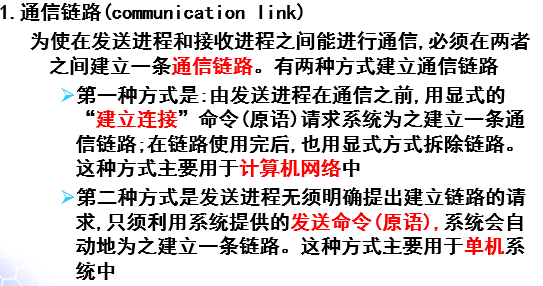 1.通信链路(communication link)
为使在发送进程和接收进程之间能进行通信,必须在两者
之间建立一条通信链路。有两种方式建立通信链路
第一种方式是:由发送进程在通信之前,用显式的
“建立连接”命令(原语)请求系统为之建立一条通
信链路;在链路使用完后,也用显式方式拆除链路。
这种方式主要用于计算机网络中
第二种方式是发送进程无须明确提出建立链路的请
求,只须利用系统提供的发送命令(原语),系统会自
动地为之建立一条链路。这种方式主要用于单机系
统中